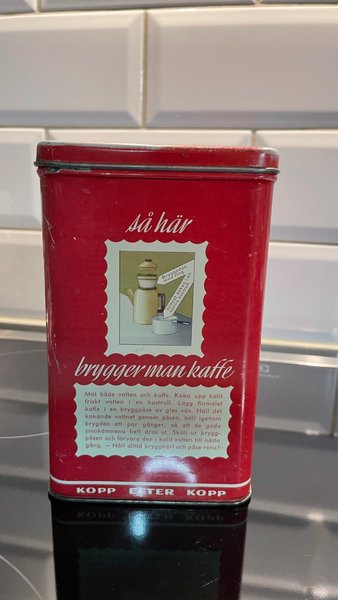 så här
brygger man kaffe
Mät både vatten och kaffe. Koka upp kallt
friskt vatten i en kastrull. Lägg finmalet
kaffe i en bryggpåse av gles väv. Häll det
kokande vattnet genom påsen, häll igenom
brygden ett par gånger, så att de goda
smakämnena helt dras ur. Skölj ur brygg-
påsen och förvara den i kallt vatten till nästa
gång. — Håll alltid bryggkärl och påse rena!
KOPP EFTER KOPP